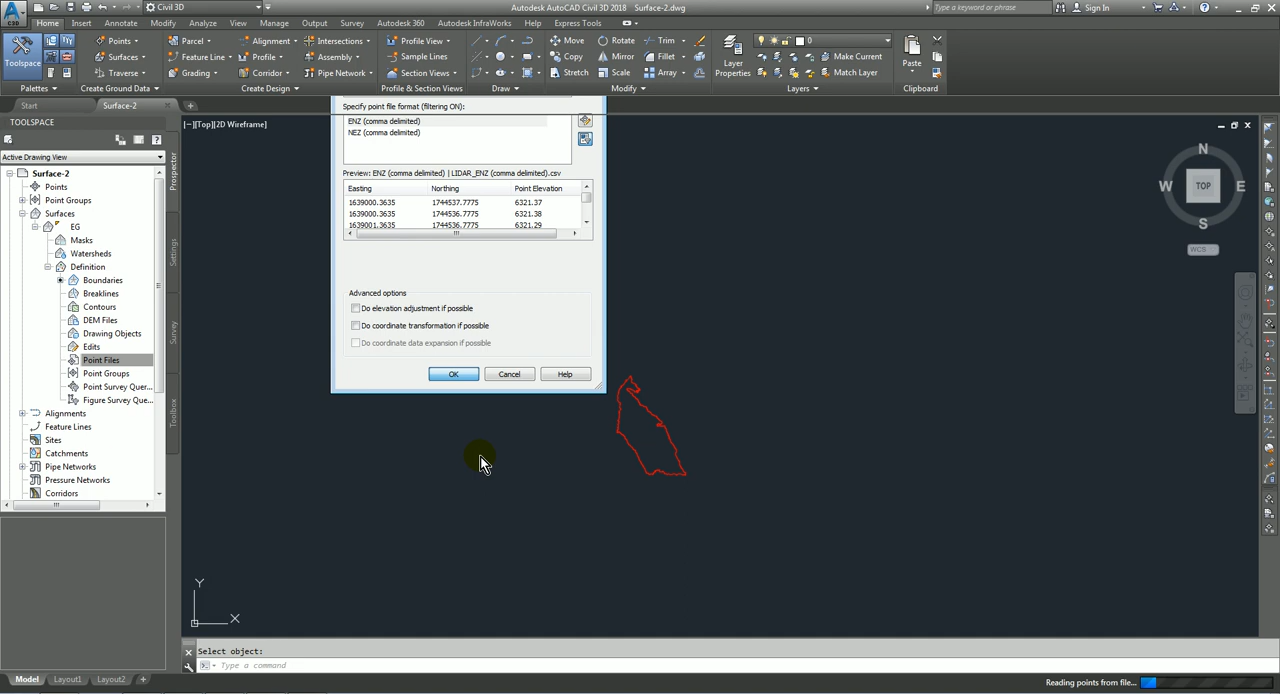 Civil 3D
Autodesk AutoCAD Civil 3D 2018 Surface-2.dwg
Type a keyword or phrase
Sign In
C3D
Home Insert Annotate Modify Analyze View Manage Output Survey Autodesk 360 Autodesk InfraWorks Help Express Tools
Points Parcel Alignment Intersections Profile View Move Rotate Trim 0
Surfaces Feature Line Profile Assembly Sample Lines Copy Mirror Fillet Make Current
Toolspace Traverse Grading Corridor Pipe Network Section Views Stretch Scale Array Layer Properties Match Layer Paste
Palettes Create Ground Data Create Design Profile & Section Views Draw Modify Layers Clipboard
Start Surface-2
TOOLSPACE
[−][Top][2D Wireframe]
Active Drawing View
Surface-2
Points
Point Groups
Surfaces
EG
Masks
Watersheds
Definition
Boundaries
Breaklines
Contours
DEM Files
Drawing Objects
Edits
Point Files
Point Groups
Point Survey Que...
Figure Survey Que...
Alignments
Feature Lines
Sites
Catchments
Pipe Networks
Pressure Networks
Corridors
Prospector
Settings
Survey
Toolbox
Specify point file format (filtering ON):
ENZ (comma delimited)
NEZ (comma delimited)
Preview: ENZ (comma delimited) | LIDAR_ENZ (comma delimited).csv
Easting Northing Point Elevation
1639000.3635 1744537.7775 6321.37
1639000.3635 1744536.7775 6321.38
1639001.3635 1744536.7775 6321.29
Advanced options
Do elevation adjustment if possible
Do coordinate transformation if possible
Do coordinate data expansion if possible
OK Cancel Help
N
W TOP E
S
WCS
Y
X
Select object:
Type a command
Model Layout1 Layout2 +
Reading points from file...